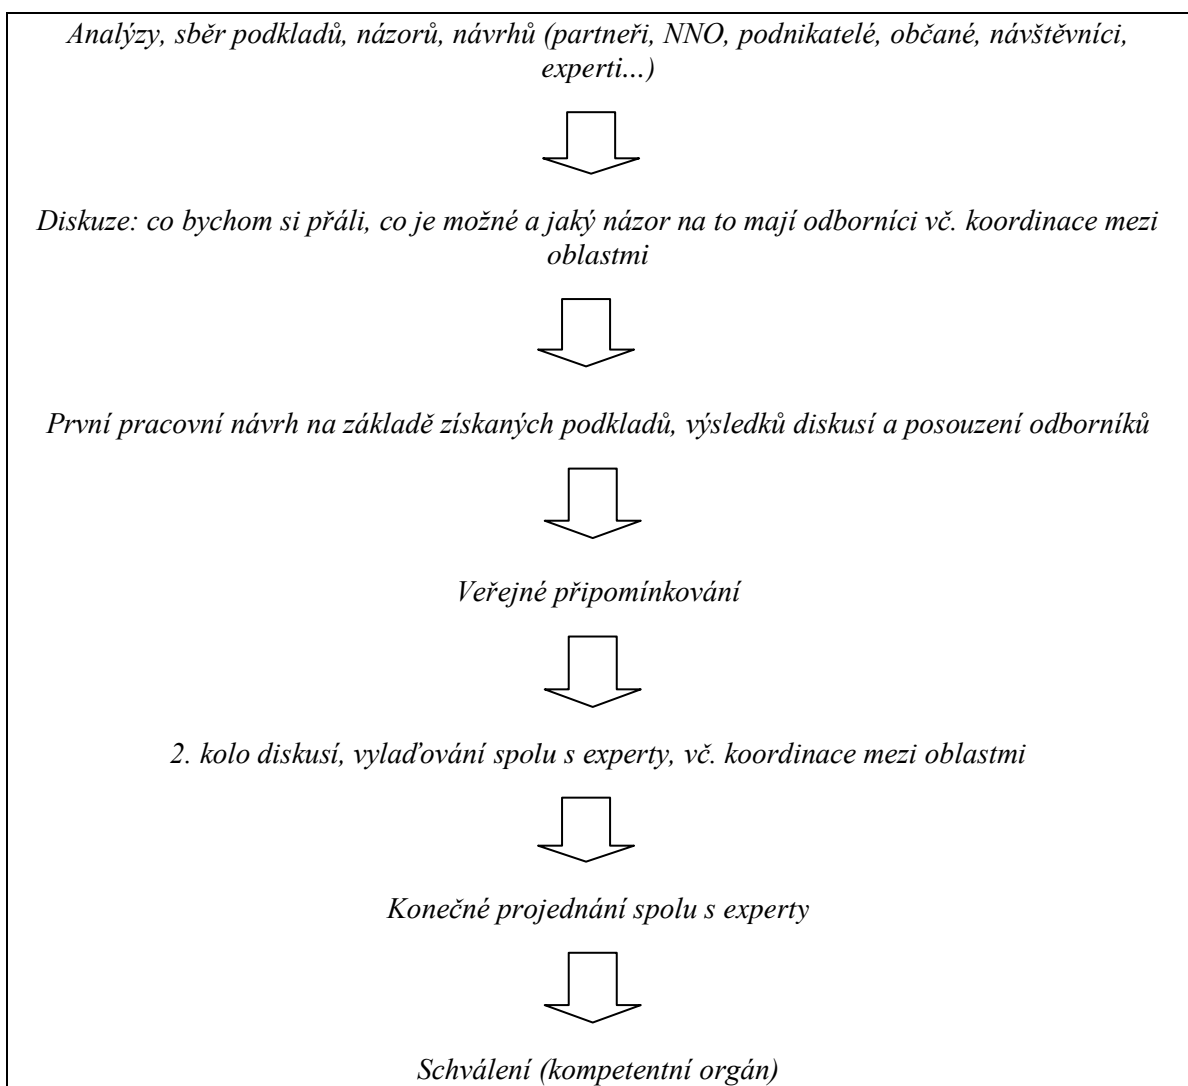 Analýzy, sběr podkladů, názorů, návrhů (partneři, NNO, podnikatelé, občané, návštěvníci,
experti...)
Diskuze: co bychom si přáli, co je možné a jaký názor na to mají odborníci vč. koordinace mezi
oblastmi
První pracovní návrh na základě získaných podkladů, výsledků diskusí a posouzení odborníků
Veřejné připomínkování
2. kolo diskusí, vylaďování spolu s experty, vč. koordinace mezi oblastmi
Konečné projednání spolu s experty
Schválení (kompetentní orgán)